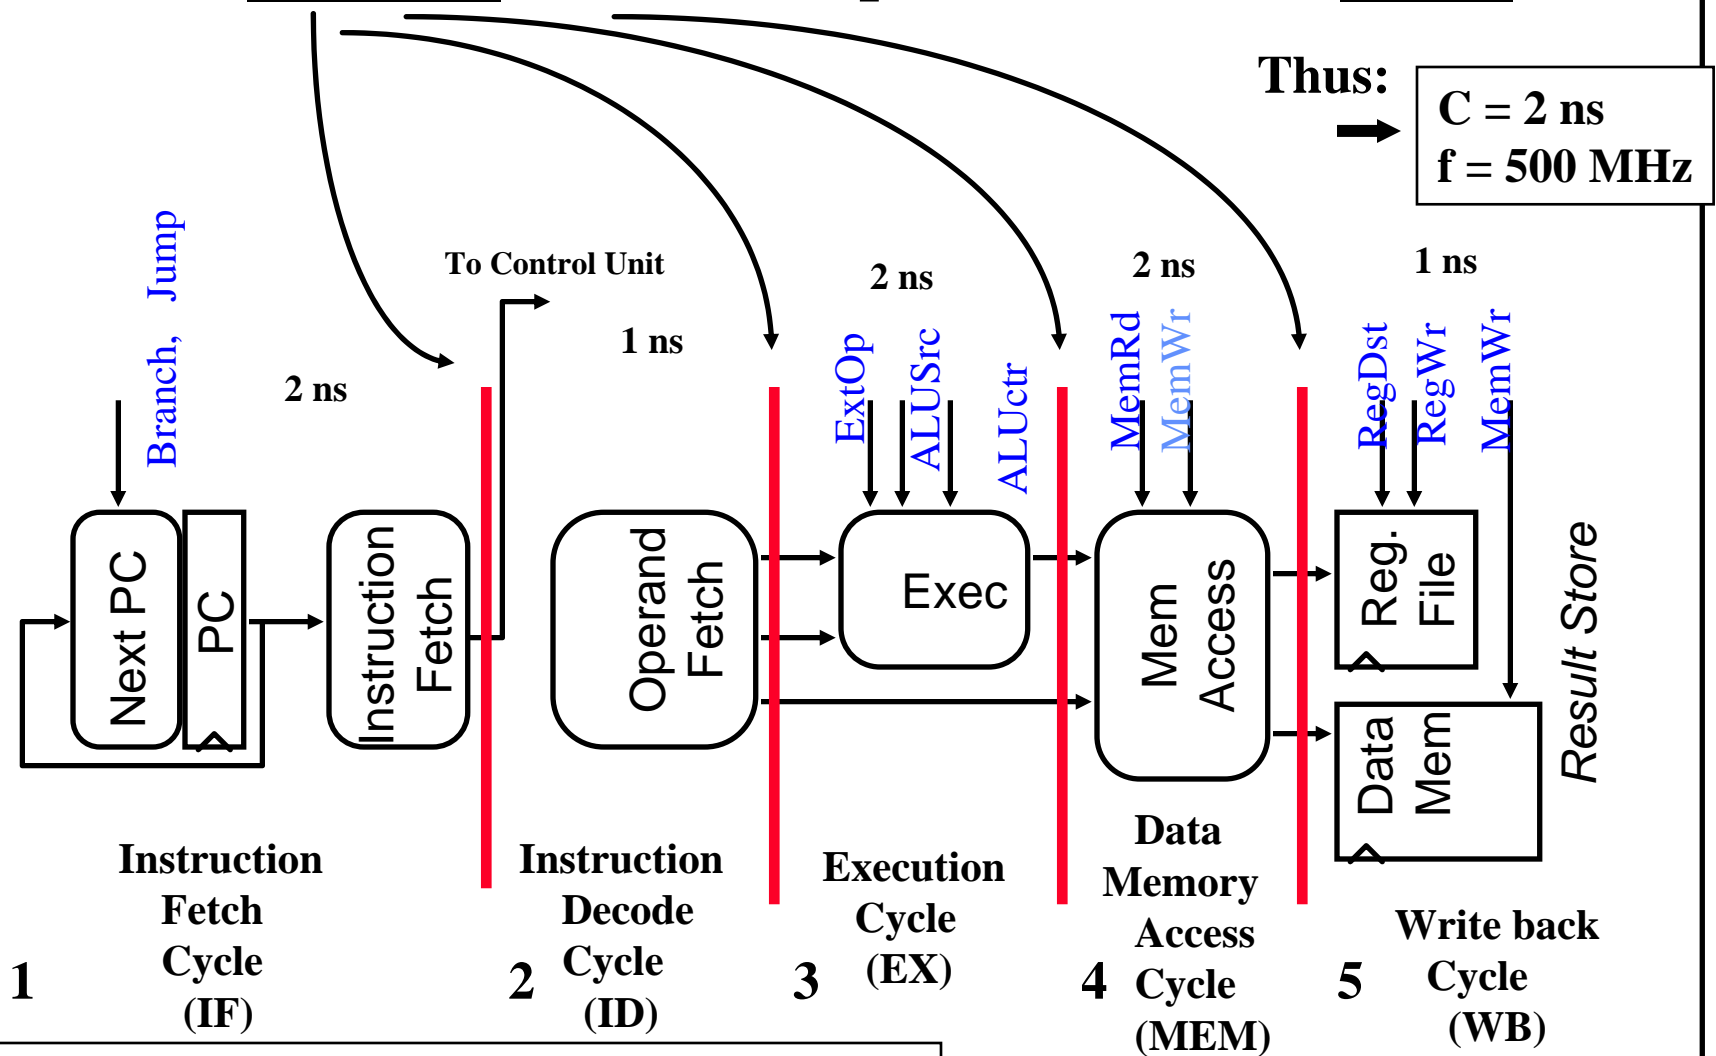 Thus:
C = 2 ns
f = 500 MHz
To Control Unit
2 ns
1 ns
2 ns
2 ns
1 ns
Branch, Jump
ExtOp
ALUSrc
ALUctr
MemRd
MemWr
RegDst
RegWr
MemWr
Next PC
PC
Instruction
Fetch
Operand
Fetch
Exec
Mem
Access
Reg.
File
Data
Mem
Result Store
1
Instruction
Fetch
Cycle
(IF)
2
Instruction
Decode
Cycle
(ID)
3
Execution
Cycle
(EX)
4
Data
Memory
Access
Cycle
(MEM)
5
Write back
Cycle
(WB)